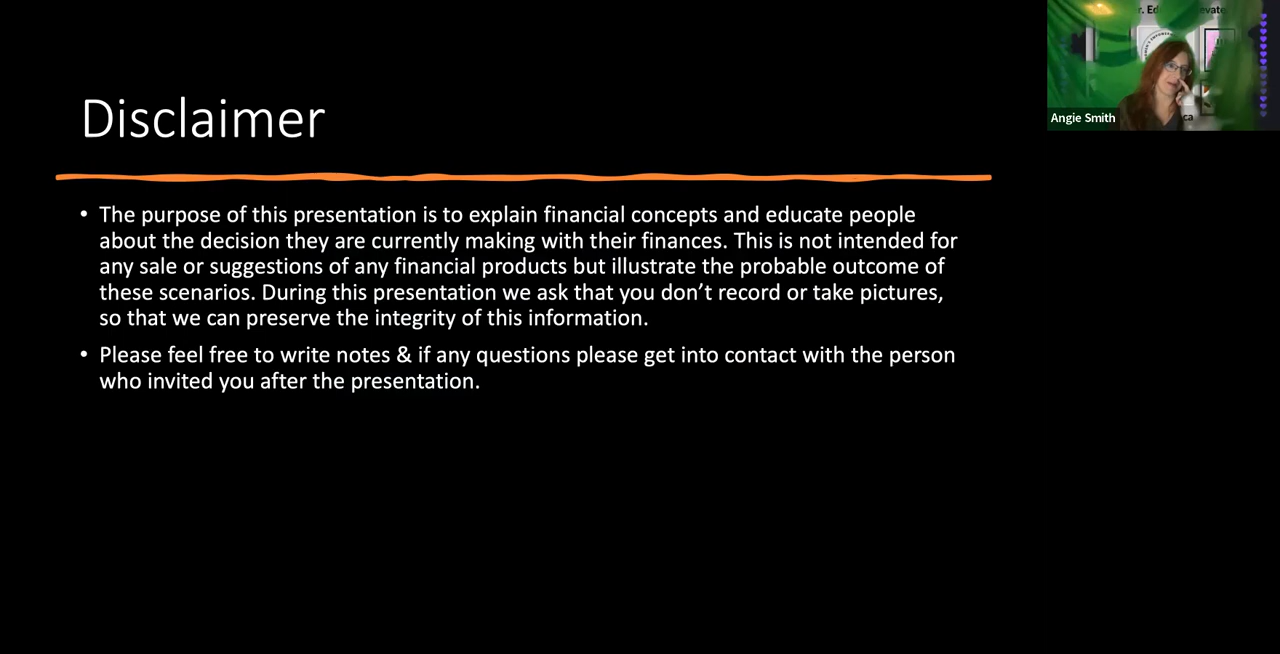 Disclaimer
• The purpose of this presentation is to explain financial concepts and educate people
about the decision they are currently making with their finances. This is not intended for
any sale or suggestions of any financial products but illustrate the probable outcome of
these scenarios. During this presentation we ask that you don’t record or take pictures,
so that we can preserve the integrity of this information.
• Please feel free to write notes & if any questions please get into contact with the person
who invited you after the presentation.
Angie Smith